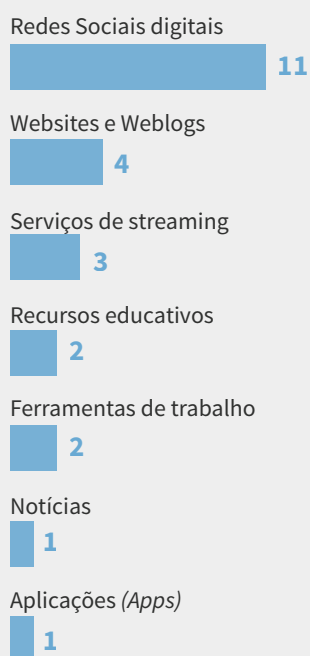 Redes Sociais digitais
11
Websites e Weblogs
4
Serviços de streaming
3
Recursos educativos
2
Ferramentas de trabalho
2
Notícias
1
Aplicações (Apps)
1